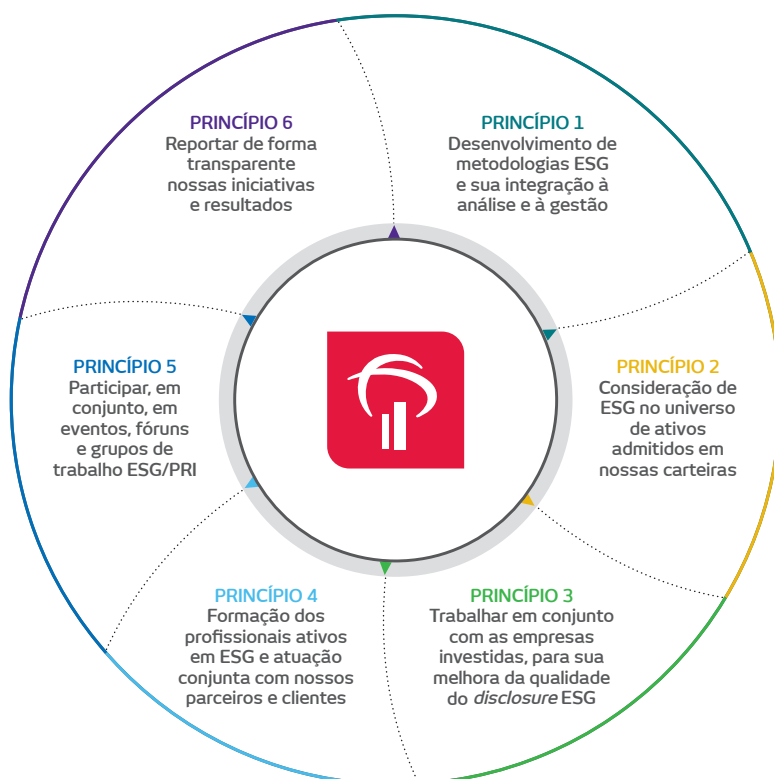 PRINCÍPIO 1
Desenvolvimento de
metodologias ESG
e sua integração à
análise e à gestão
PRINCÍPIO 2
Consideração de
ESG no universo
de ativos
admitidos em
nossas carteiras
PRINCÍPIO 3
Trabalhar em conjunto
com as empresas
investidas, para sua
melhora da qualidade
do disclosure ESG
PRINCÍPIO 4
Formação dos
profissionais ativos
em ESG e atuação
conjunta com nossos
parceiros e clientes
PRINCÍPIO 5
Participar, em
conjunto, em
eventos, fóruns
e grupos de
trabalho ESG/PRI
PRINCÍPIO 6
Reportar de forma
transparente
nossas iniciativas
e resultados